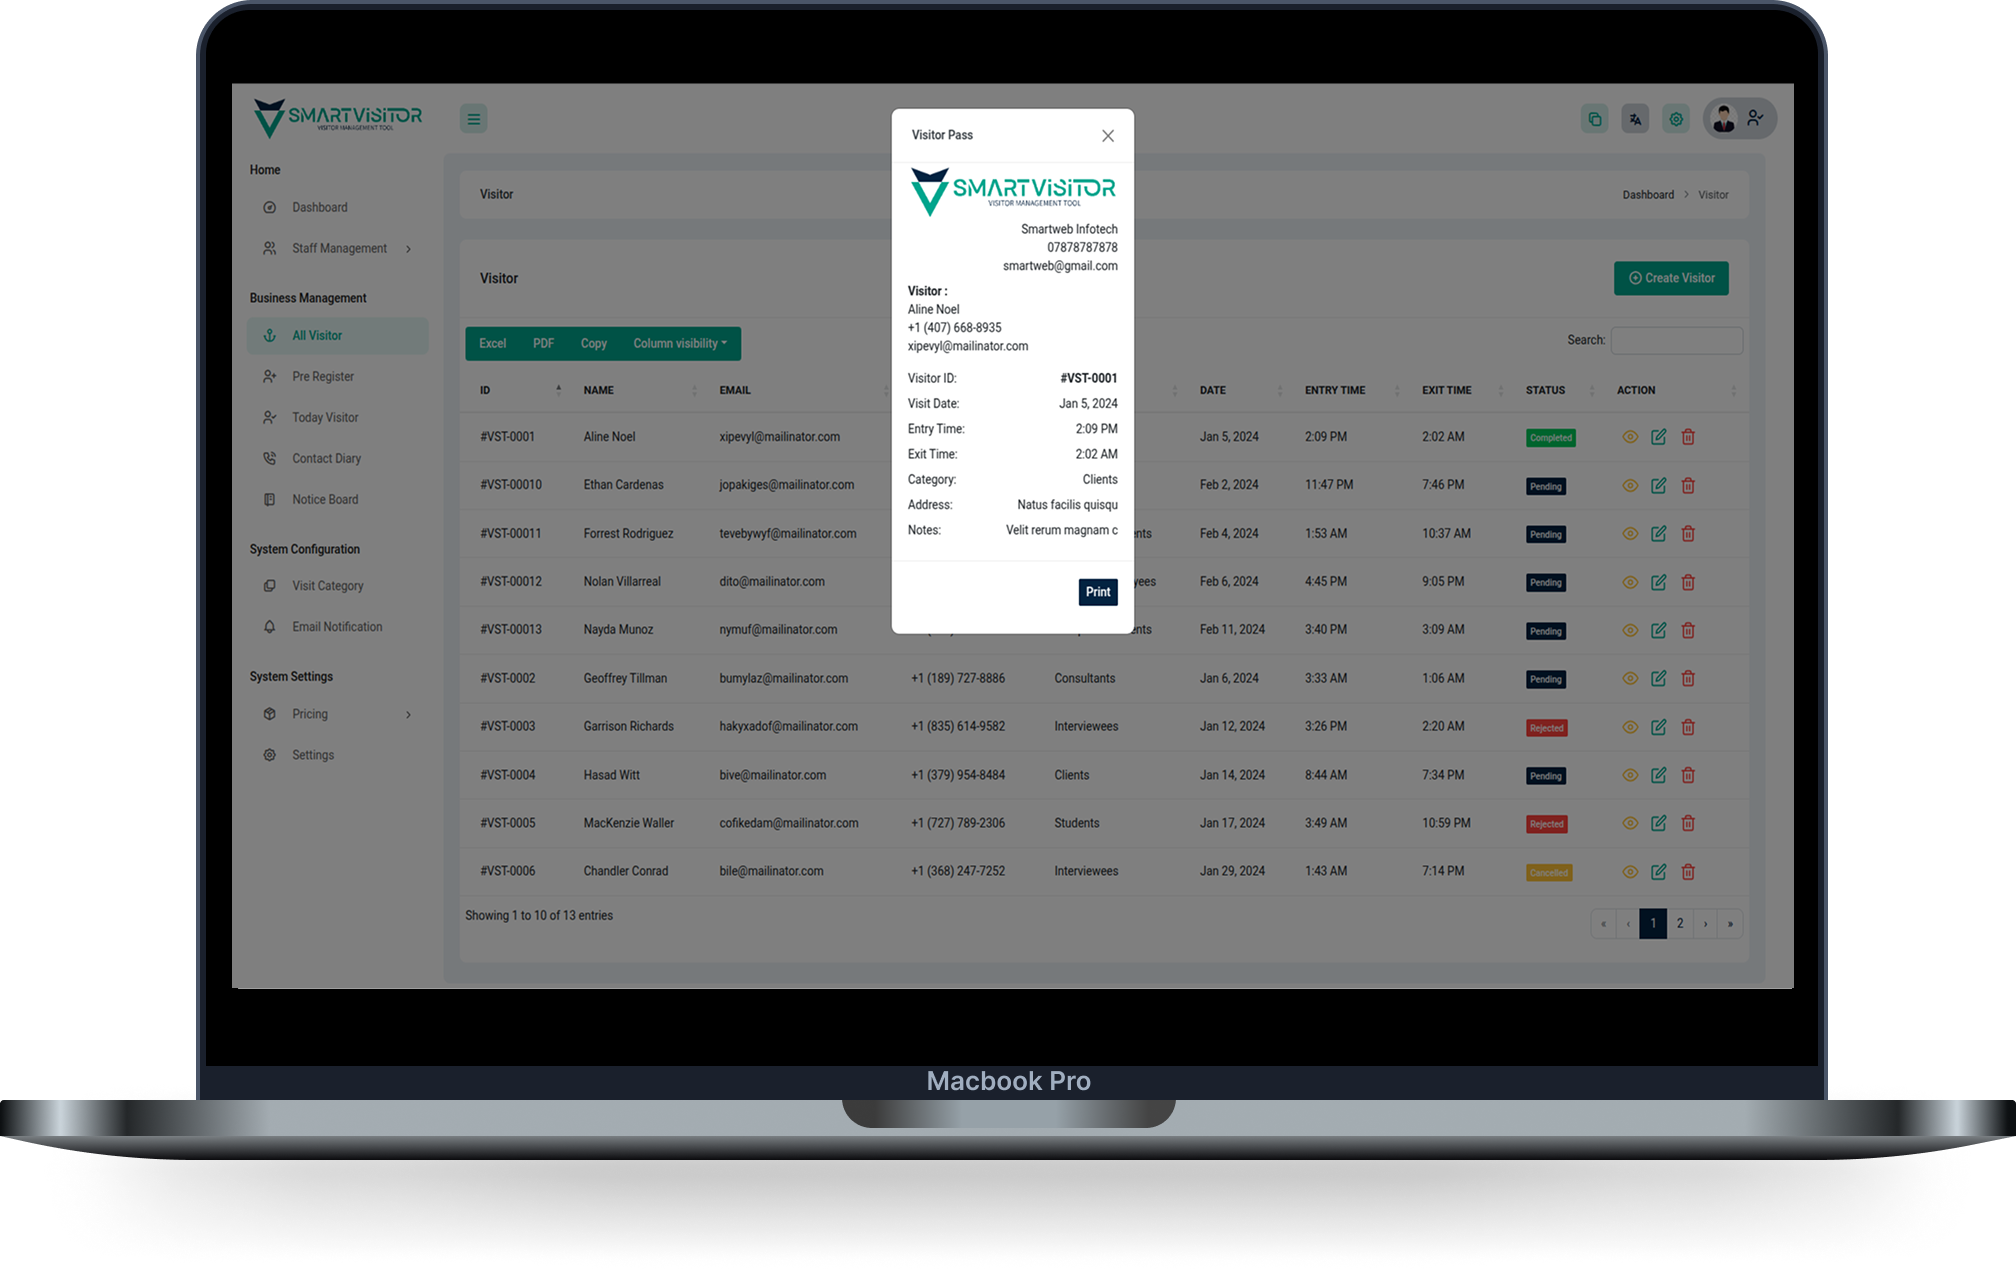 SMARTVISITOR
VISITOR MANAGEMENT TOOL
Home
Dashboard
Staff Management
Business Management
All Visitor
Pre Register
Today Visitor
Contact Diary
Notice Board
System Configuration
Visit Category
Email Notification
System Settings
Pricing
Settings
Visitor
Dashboard > Visitor
Visitor
Create Visitor
Excel PDF Copy Column visibility
Search:
ID NAME EMAIL DATE ENTRY TIME EXIT TIME STATUS ACTION
#VST-0001 Aline Noel xipevyl@mailinator.com Jan 5, 2024 2:09 PM 2:02 AM Completed
#VST-00010 Ethan Cardenas jopakiges@mailinator.com Feb 2, 2024 11:47 PM 7:46 PM Pending
#VST-00011 Forrest Rodriguez tevebywyf@mailinator.com Feb 4, 2024 1:53 AM 10:37 AM Pending
#VST-00012 Nolan Villarreal dito@mailinator.com Feb 6, 2024 4:45 PM 9:05 PM Pending
#VST-00013 Nayda Munoz nymuf@mailinator.com Feb 11, 2024 3:40 PM 3:09 AM Pending
#VST-0002 Geoffrey Tillman bumylaz@mailinator.com +1 (189) 727-8886 Consultants Jan 6, 2024 3:33 AM 1:06 AM Pending
#VST-0003 Garrison Richards hakyxadof@mailinator.com +1 (835) 614-9582 Interviewees Jan 12, 2024 3:26 PM 2:20 AM Rejected
#VST-0004 Hasad Witt bive@mailinator.com +1 (379) 954-8484 Clients Jan 14, 2024 8:44 AM 7:34 PM Pending
#VST-0005 MacKenzie Waller cofikedam@mailinator.com +1 (727) 789-2306 Students Jan 17, 2024 3:49 AM 10:59 PM Rejected
#VST-0006 Chandler Conrad bile@mailinator.com +1 (368) 247-7252 Interviewees Jan 29, 2024 1:43 AM 7:14 PM Cancelled
Showing 1 to 10 of 13 entries
« ‹ 1 2 › »
Visitor Pass
SMARTVISITOR
VISITOR MANAGEMENT TOOL
Smartweb Infotech
07878787878
smartweb@gmail.com
Visitor :
Aline Noel
+1 (407) 668-8935
xipevyl@mailinator.com
Visitor ID: #VST-0001
Visit Date: Jan 5, 2024
Entry Time: 2:09 PM
Exit Time: 2:02 AM
Category: Clients
Address: Natus facilis quisqu
Notes: Velit rerum magnam c
Print
Macbook Pro